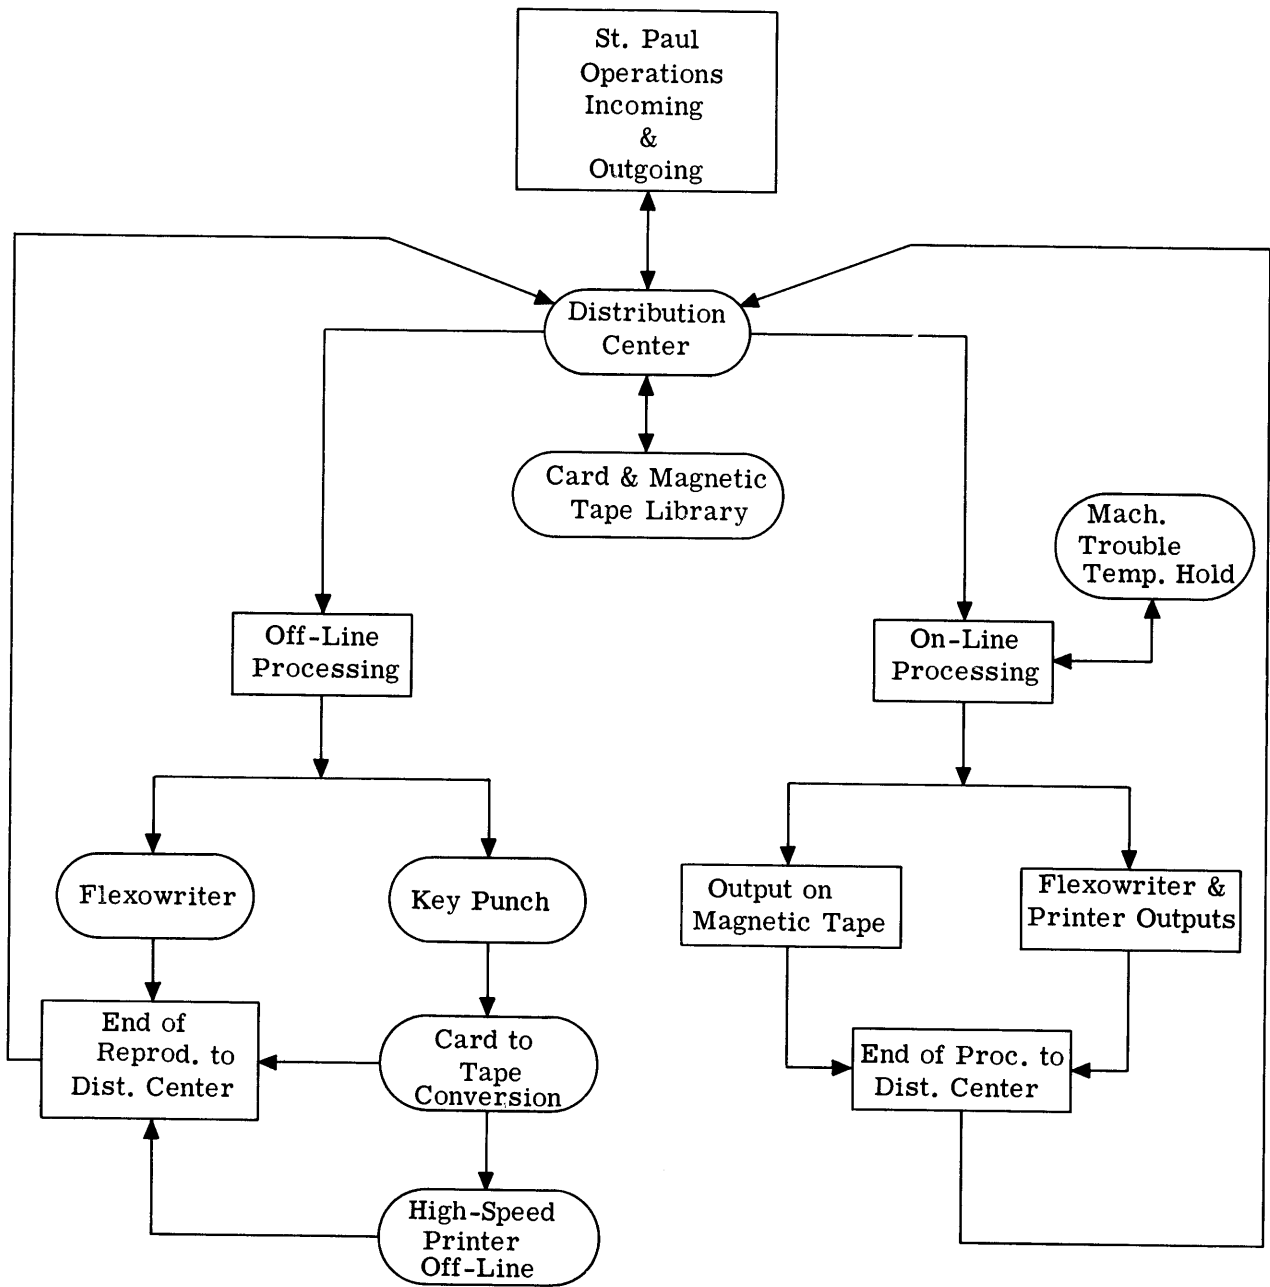 St. Paul
Operations
Incoming
&
Outgoing
Distribution
Center
Card & Magnetic
Tape Library
Mach.
Trouble
Temp. Hold
Off-Line
Processing
On-Line
Processing
Flexowriter
Key Punch
Output on
Magnetic Tape
Flexowriter &
Printer Outputs
End of
Reprod. to
Dist. Center
Card to
Tape
Conversion
End of Proc. to
Dist. Center
High-Speed
Printer
Off-Line